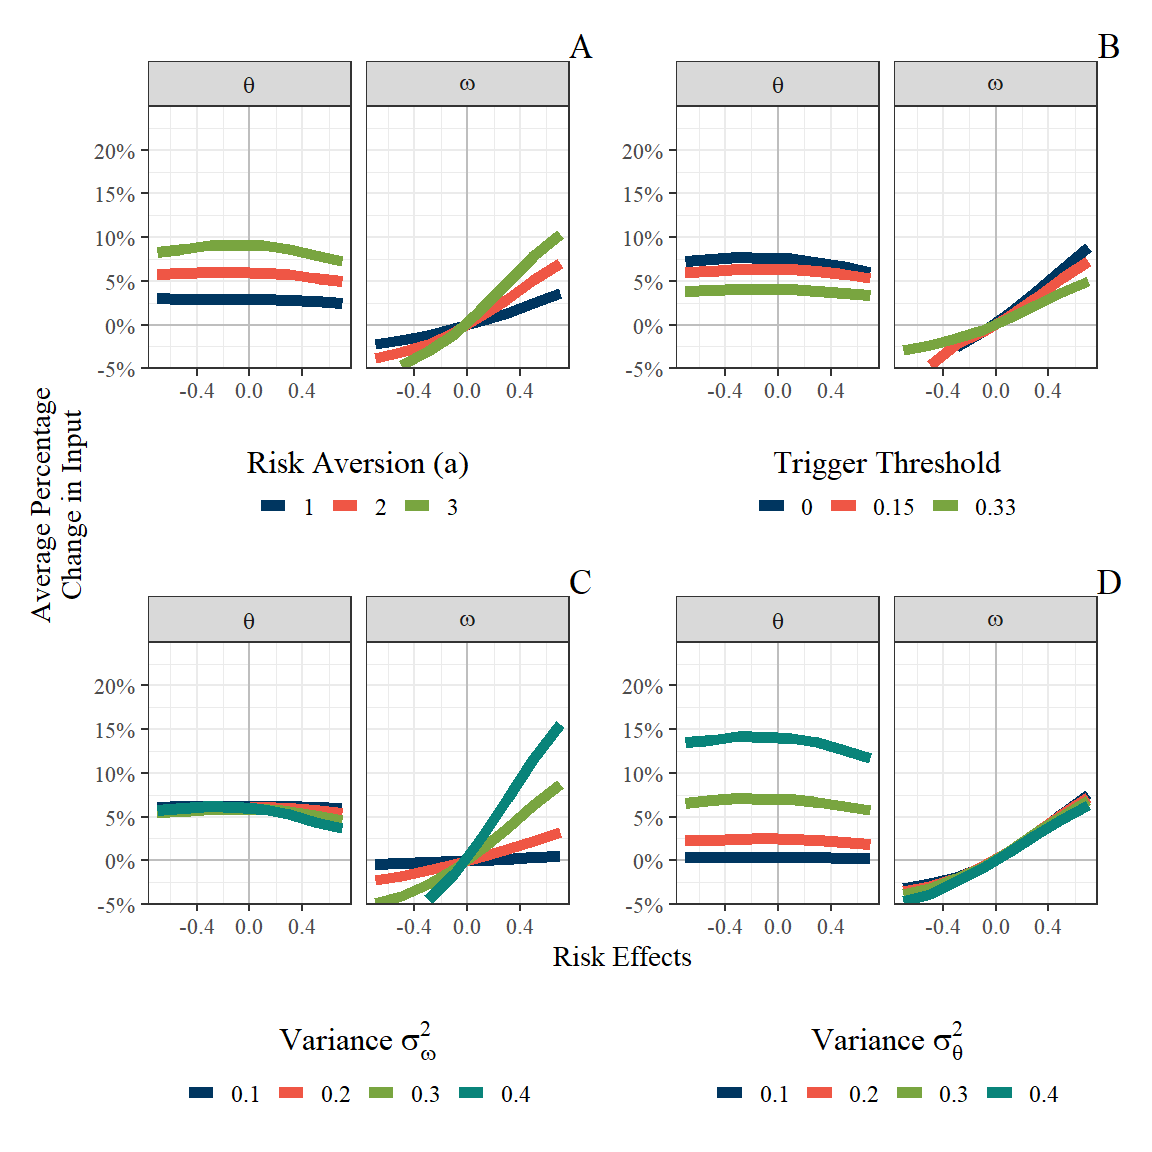 A
B
θ
ω
θ
ω
20%
15%
10%
5%
0%
-5%
20%
15%
10%
5%
0%
-5%
-0.4 0.0 0.4
-0.4 0.0 0.4
-0.4 0.0 0.4
-0.4 0.0 0.4
Risk Aversion (a)
1 2 3
Trigger Threshold
0 0.15 0.33
Average Percentage
Change in Input
C
D
θ
ω
θ
ω
20%
15%
10%
5%
0%
-5%
20%
15%
10%
5%
0%
-5%
-0.4 0.0 0.4
-0.4 0.0 0.4
-0.4 0.0 0.4
-0.4 0.0 0.4
Risk Effects
Variance σ²ω
0.1 0.2 0.3 0.4
Variance σ²θ
0.1 0.2 0.3 0.4